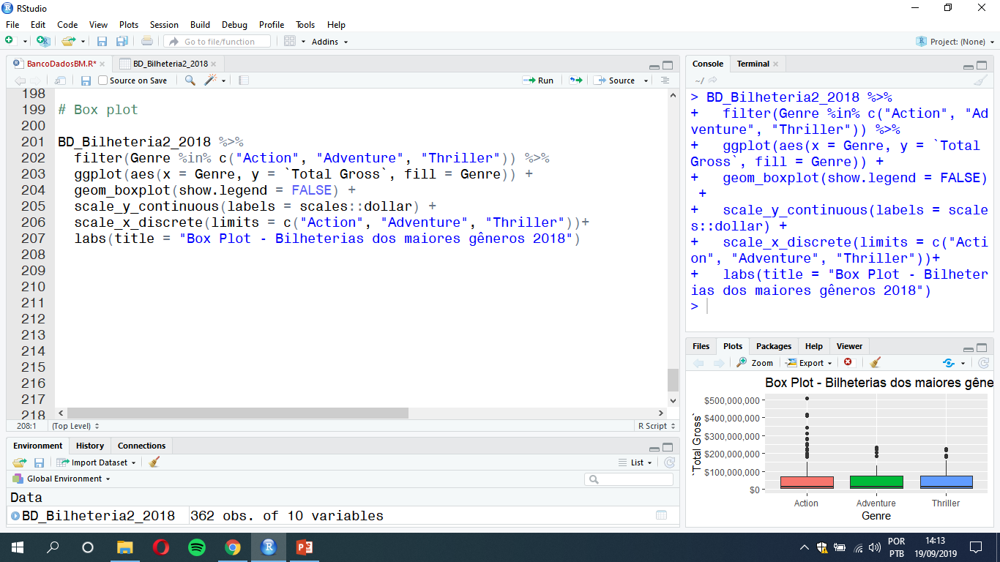 RStudio
File Edit Code View Plots Session Build Debug Profile Tools Help
Go to file/function Addins Project: (None)
BancoDadosBM.R* BD_Bilheteria2_2018
Source on Save Run Source
198
199 # Box plot
200
201 BD_Bilheteria2_2018 %>%
202 filter(Genre %in% c("Action", "Adventure", "Thriller")) %>%
203 ggplot(aes(x = Genre, y = `Total Gross`, fill = Genre)) +
204 geom_boxplot(show.legend = FALSE) +
205 scale_y_continuous(labels = scales::dollar) +
206 scale_x_discrete(limits = c("Action", "Adventure", "Thriller"))+
207 labs(title = "Box Plot - Bilheterias dos maiores gêneros 2018")
208
209
210
211
212
213
214
215
216
217
218
208:1 (Top Level) R Script
Environment History Connections
Import Dataset List
Global Environment
Data
BD_Bilheteria2_2018 362 obs. of 10 variables
Console Terminal
~/
> BD_Bilheteria2_2018 %>%
+ filter(Genre %in% c("Action", "Ad
venture", "Thriller")) %>%
+ ggplot(aes(x = Genre, y = `Total
Gross`, fill = Genre)) +
+ geom_boxplot(show.legend = FALSE)
+
+ scale_y_continuous(labels = scale
s::dollar) +
+ scale_x_discrete(limits = c("Acti
on", "Adventure", "Thriller"))+
+ labs(title = "Box Plot - Bilheter
ias dos maiores gêneros 2018")
>
Files Plots Packages Help Viewer
Zoom Export
Box Plot - Bilheterias dos maiores gêne
$500,000,000
$400,000,000
$300,000,000
$200,000,000
$100,000,000
$0
`Total Gross`
Action Adventure Thriller
Genre
POR
PTB
14:13
19/09/2019